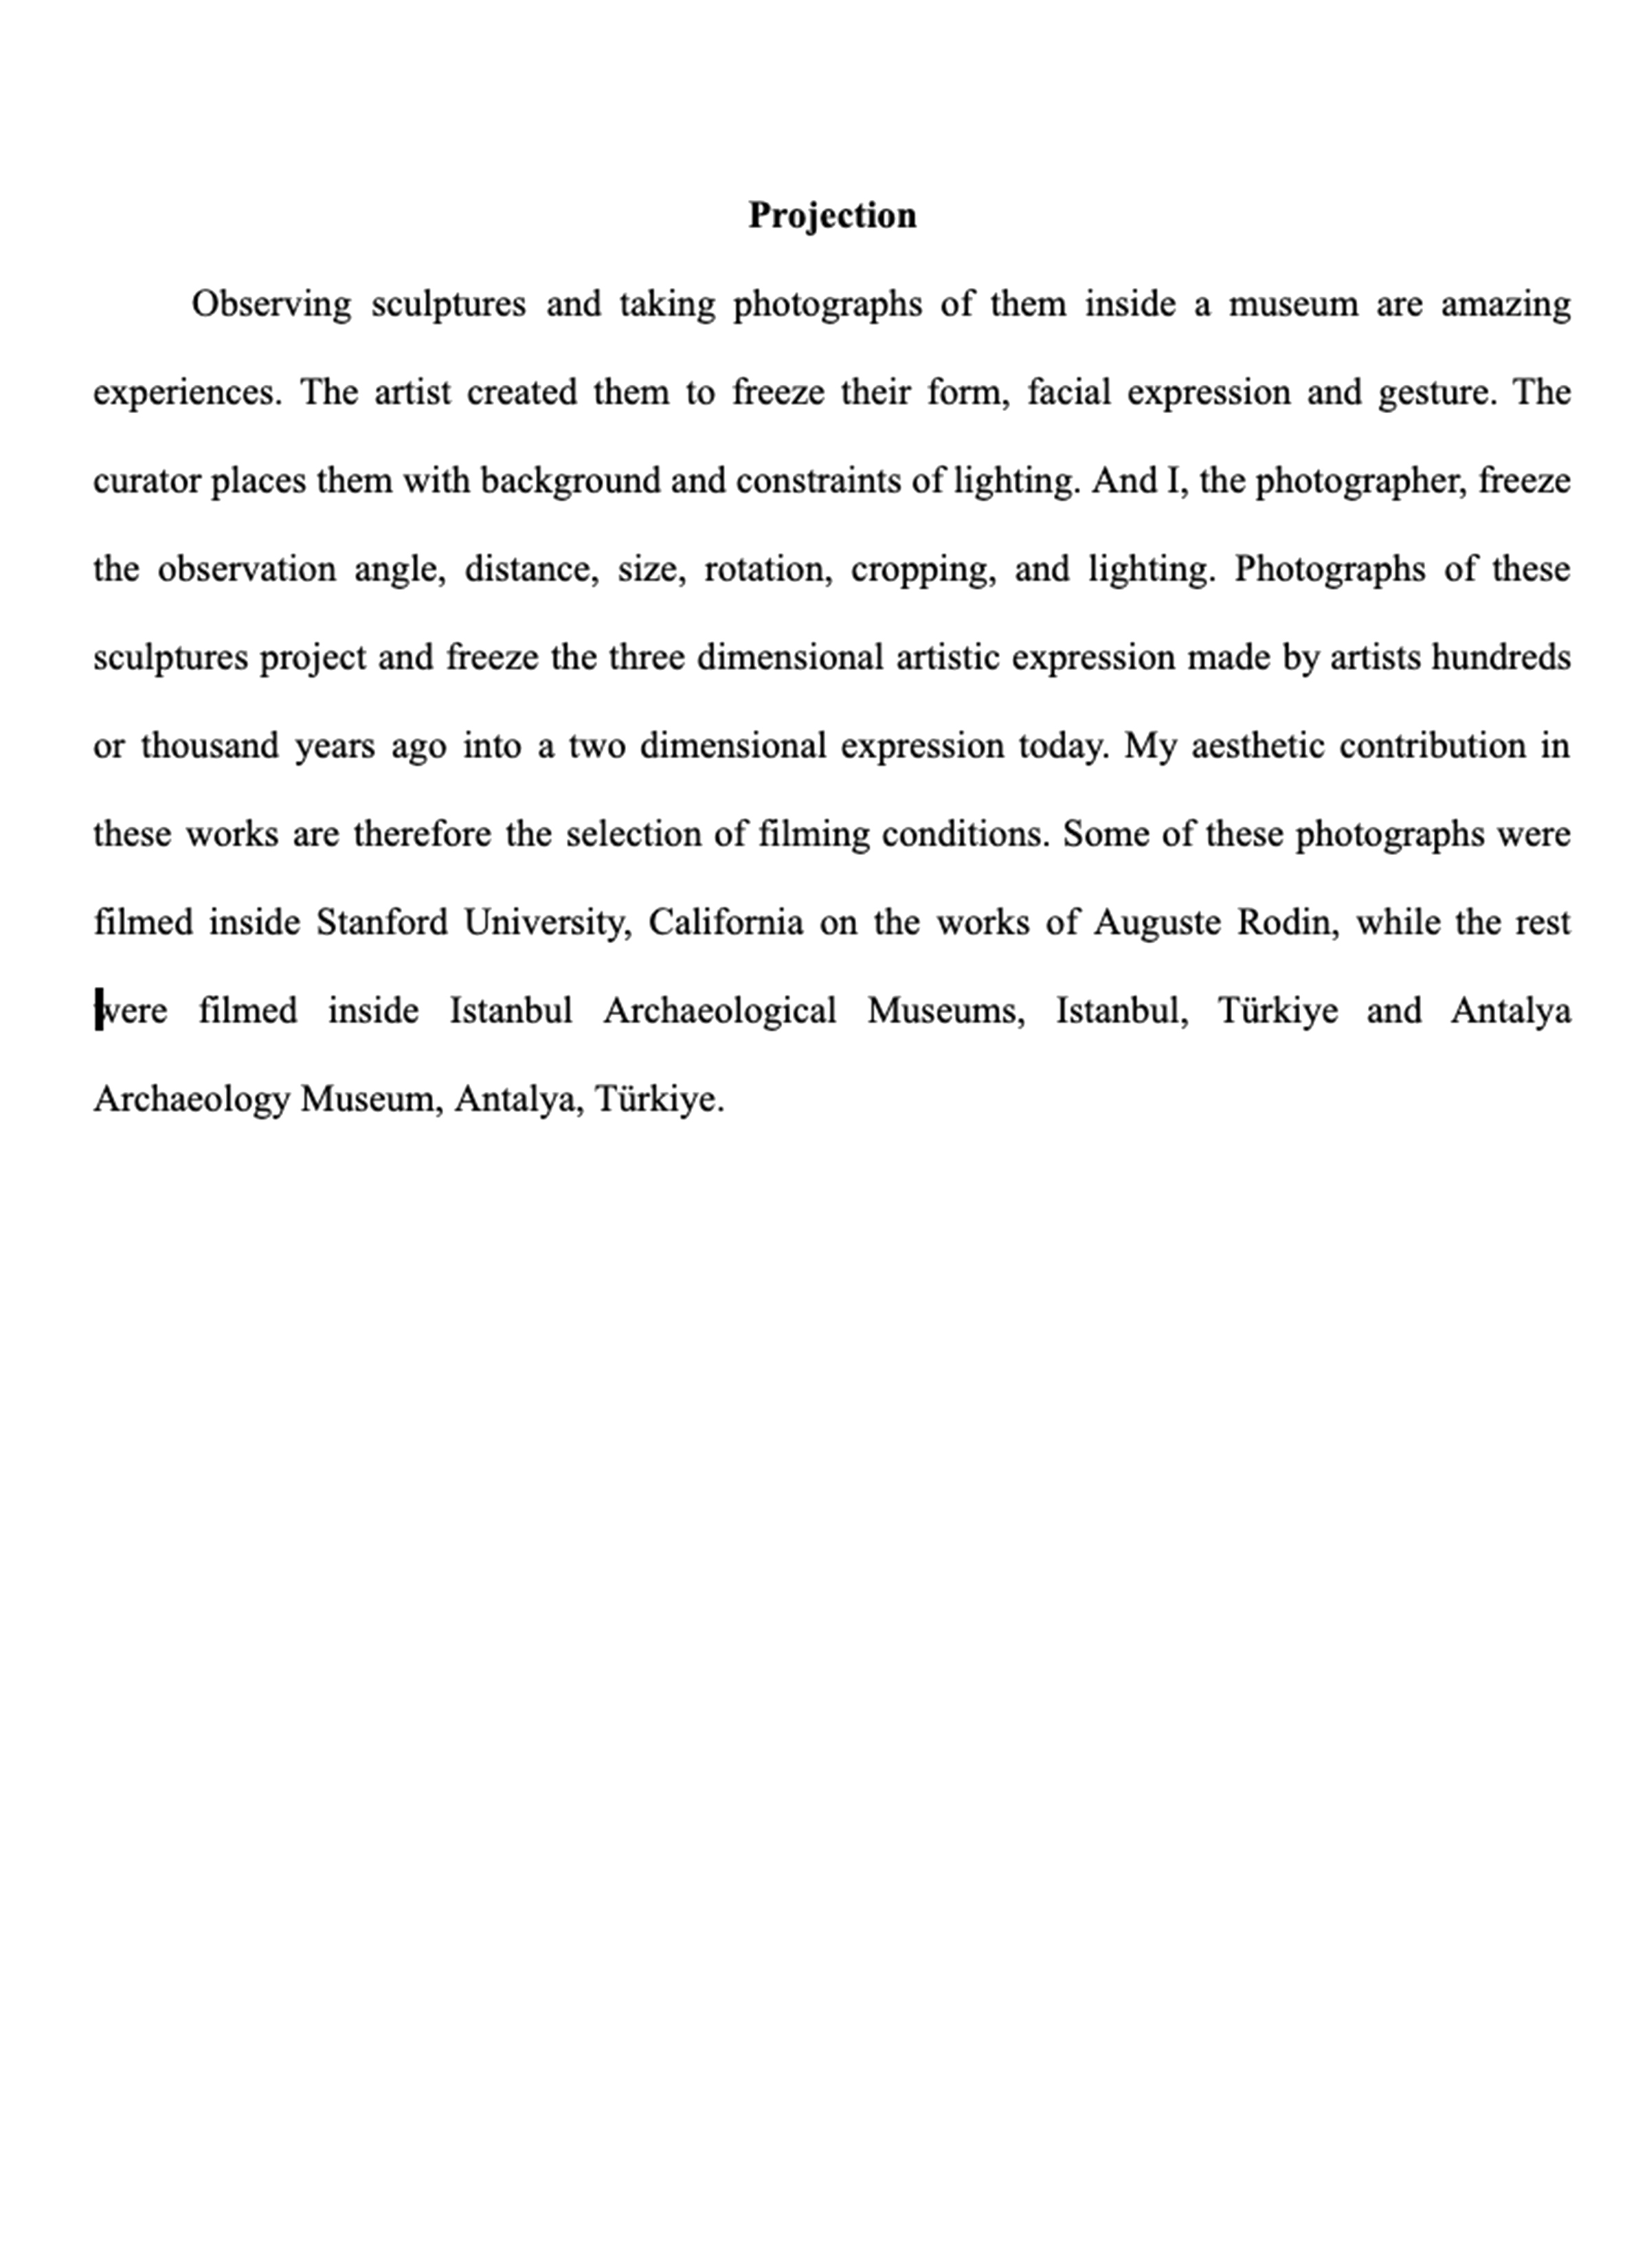 Projection
Observing sculptures and taking photographs of them inside a museum are amazing
experiences. The artist created them to freeze their form, facial expression and gesture. The
curator places them with background and constraints of lighting. And I, the photographer, freeze
the observation angle, distance, size, rotation, cropping, and lighting. Photographs of these
sculptures project and freeze the three dimensional artistic expression made by artists hundreds
or thousand years ago into a two dimensional expression today. My aesthetic contribution in
these works are therefore the selection of filming conditions. Some of these photographs were
filmed inside Stanford University, California on the works of Auguste Rodin, while the rest
were filmed inside Istanbul Archaeological Museums, Istanbul, Türkiye and Antalya
Archaeology Museum, Antalya, Türkiye.